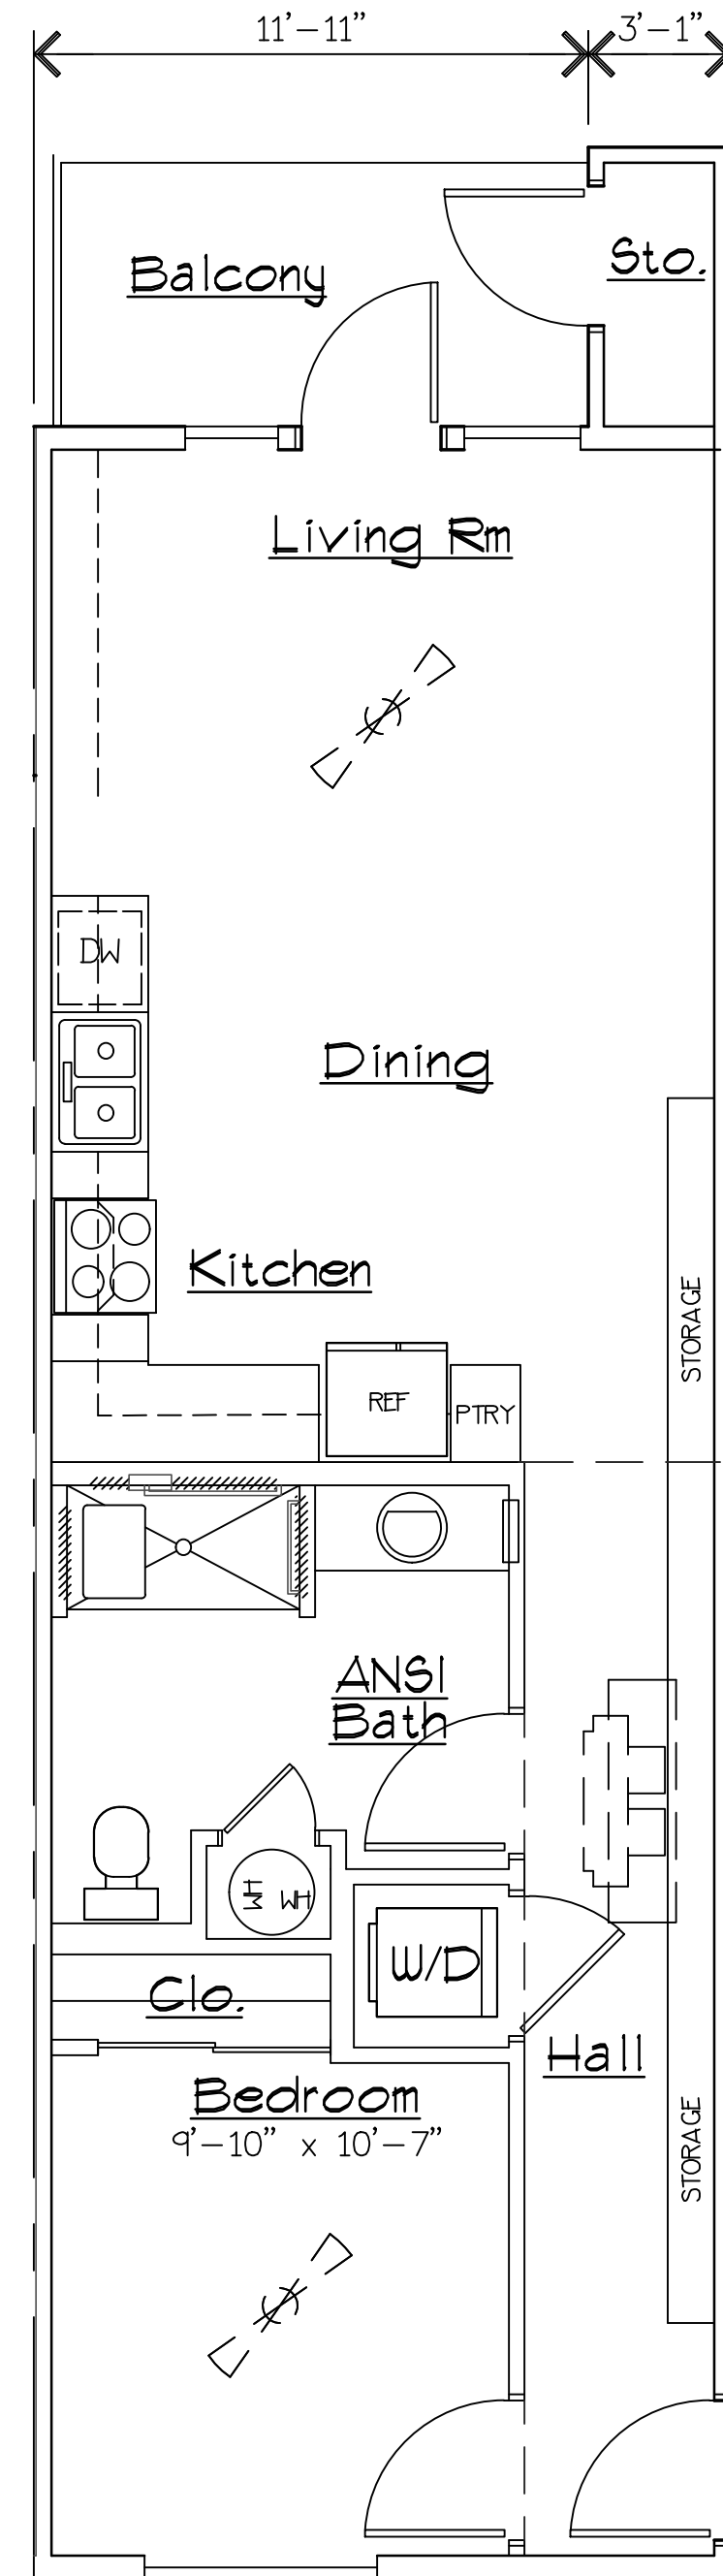 11'-11" 3'-1"
Balcony
Sto.
Living Rm
DW
Dining
Kitchen
STORAGE
REF
PTRY
ANSI
Bath
WH
W/D
Clo.
Hall
Bedroom
9'-10" x 10'-7"
STORAGE